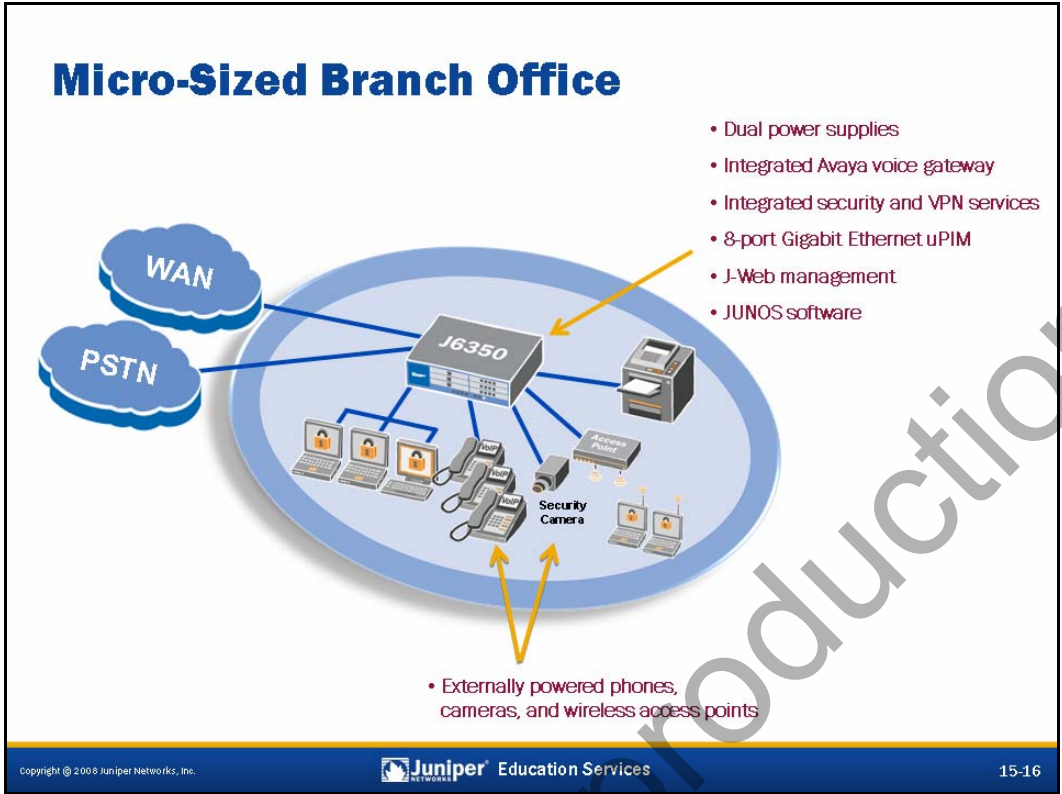 Micro-Sized Branch Office
• Dual power supplies
• Integrated Avaya voice gateway
• Integrated security and VPN services
• 8-port Gigabit Ethernet uPIM
• J-Web management
• JUNOS software
WAN
PSTN
J6350
Access
Point
VoIP
VoIP
VoIP
Security
Camera
• Externally powered phones,
cameras, and wireless access points
Copyright © 2008 Juniper Networks, Inc.
Juniper
NETWORKS
Education Services
15-16